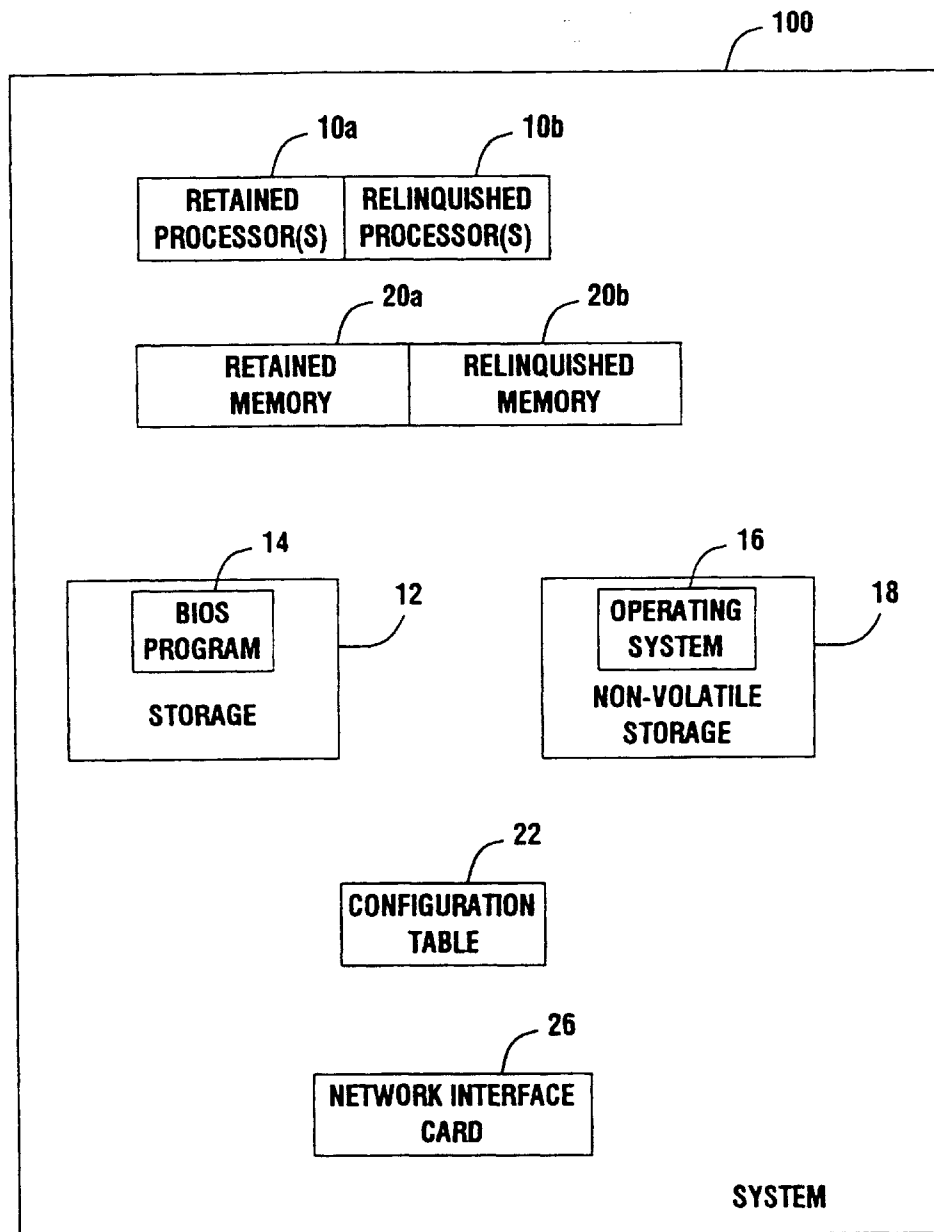 100
10a
10b
RETAINED
PROCESSOR(S)
RELINQUISHED
PROCESSOR(S)
20a
20b
RETAINED
MEMORY
RELINQUISHED
MEMORY
14
BIOS
PROGRAM
12
STORAGE
16
OPERATING
SYSTEM
18
NON-VOLATILE
STORAGE
22
CONFIGURATION
TABLE
26
NETWORK INTERFACE
CARD
SYSTEM